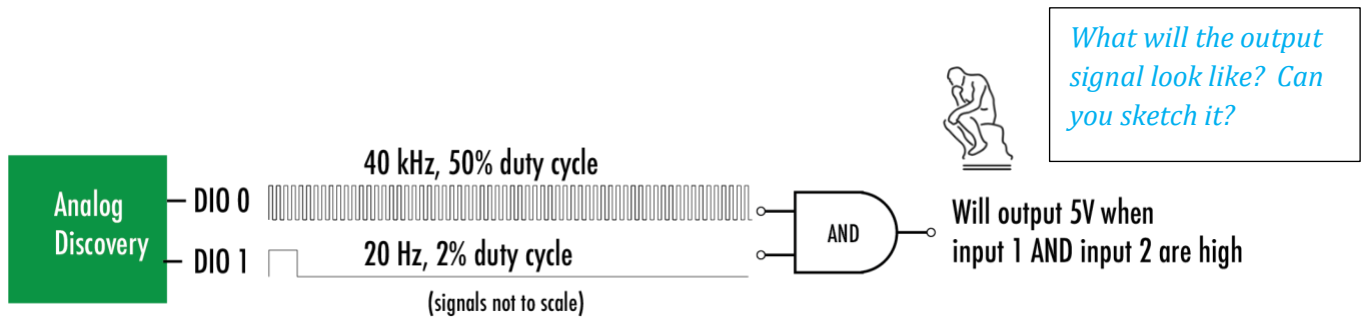 What will the output
signal look like? Can
you sketch it?
40 kHz, 50% duty cycle
Analog
Discovery
DIO 0
DIO 1
20 Hz, 2% duty cycle
(signals not to scale)
AND
Will output 5V when
input 1 AND input 2 are high